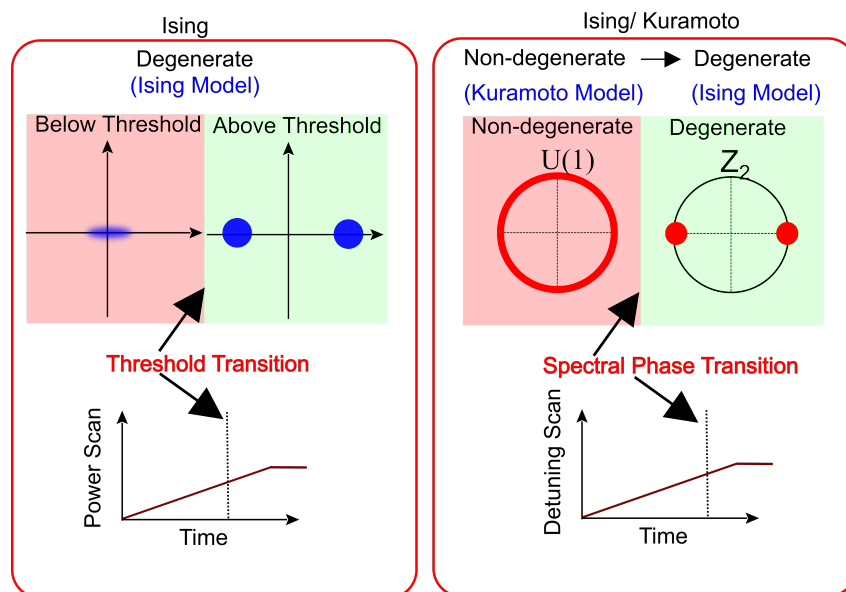 Ising
Degenerate
(Ising Model)
Below Threshold
Above Threshold
Threshold Transition
Power Scan
Time
Ising/ Kuramoto
Non-degenerate
Degenerate
(Kuramoto Model)
(Ising Model)
Non-degenerate
Degenerate
U(1)
Z2
Spectral Phase Transition
Detuning Scan
Time